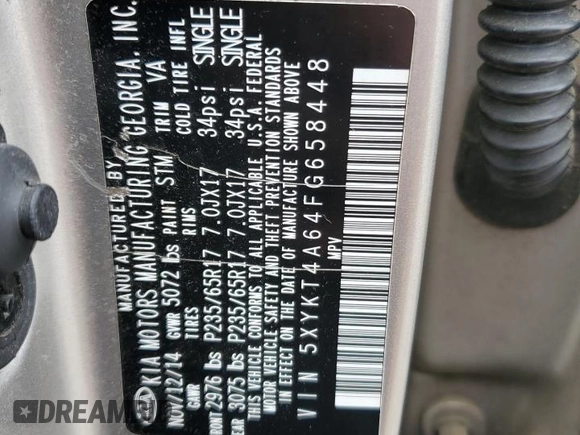 MANUFACTURED BY
KIA MOTORS MANUFACTURING GEORGIA, INC.
NOV/12/14 GVWR 5072 lbs PAINT STM TRIM VA
GAWR TIRES RIMS COLD TIRE INFL
2976 lbs P235/65R17 7.0JX17 34psi SINGLE
3075 lbs P235/65R17 7.0JX17 34psi SINGLE
THIS VEHICLE CONFORMS TO ALL APPLICABLE U.S.A. FEDERAL
MOTOR VEHICLE SAFETY AND THEFT PREVENTION STANDARDS
IN EFFECT ON THE DATE OF MANUFACTURE SHOWN ABOVE
VIN 5XYKT4A64FG658448
MPV
DREAMBID